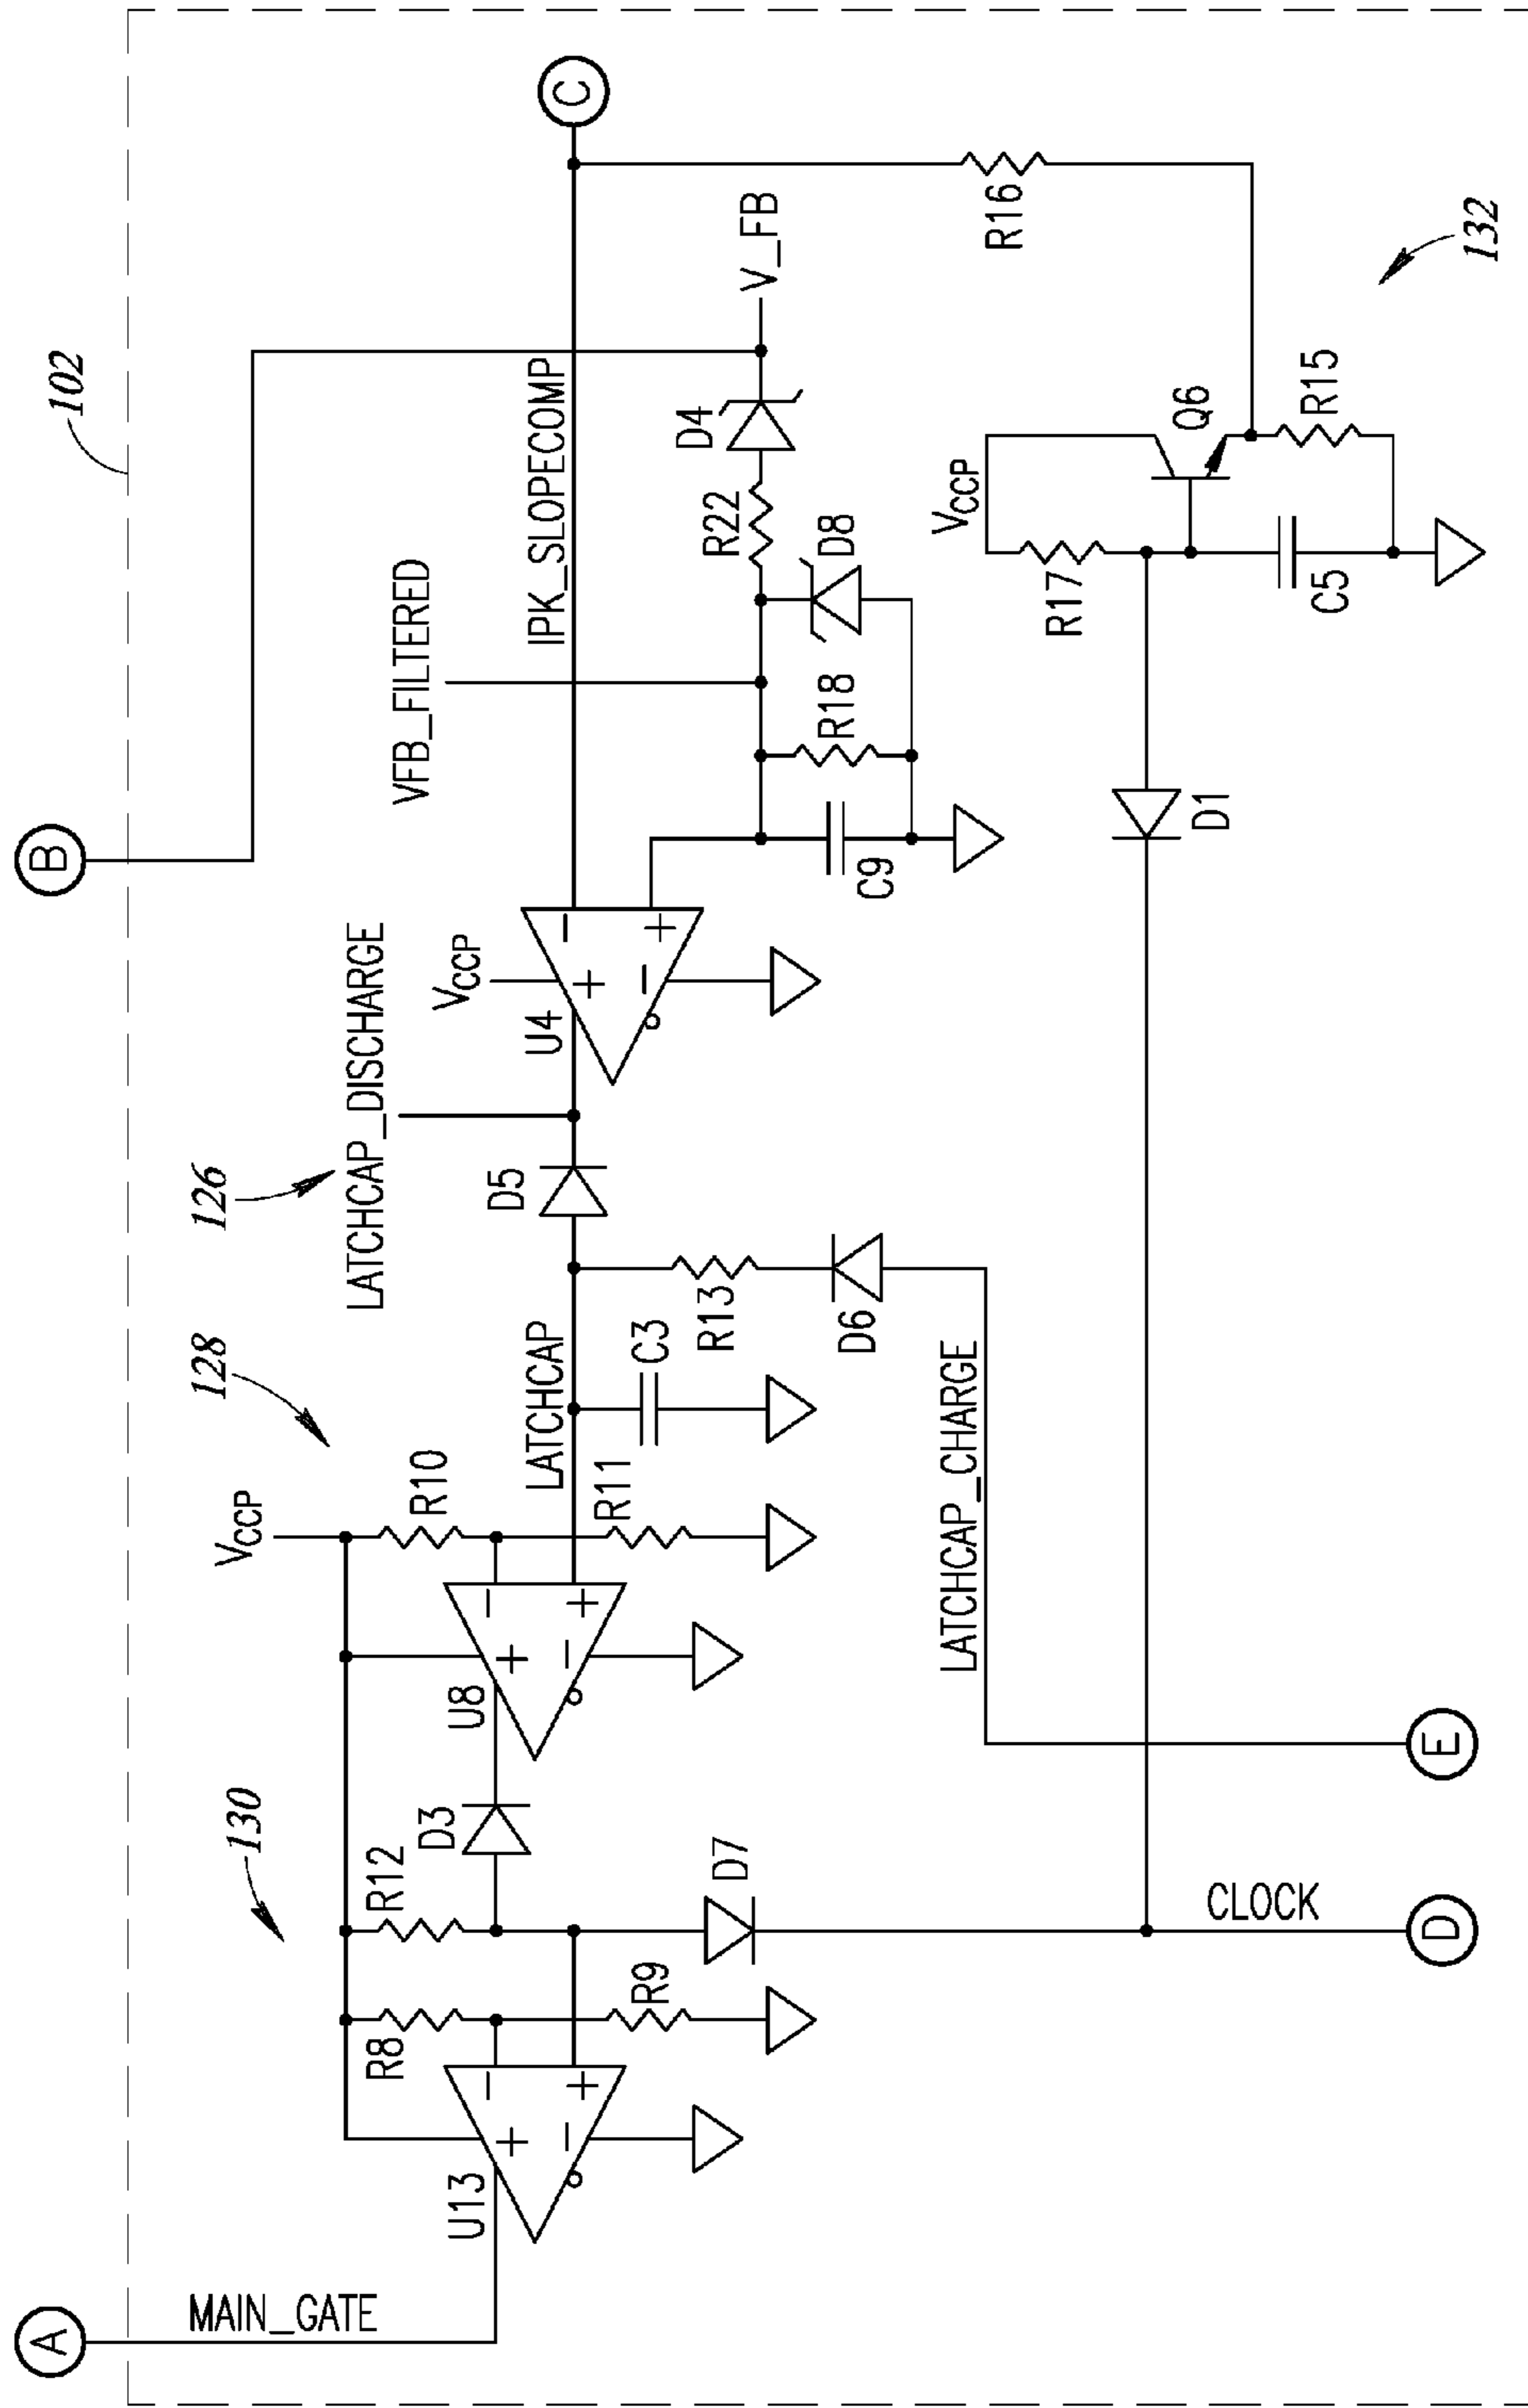 102
A
MAIN_GATE
B
C
D
CLOCK
E
130
128
126
132
VCCP
R8
R12
R10
U13
+
-
-
+
R9
D3
U8
+
-
-
+
R11
D7
LATCHCAP
C3
R13
D6
LATCHCAP_CHARGE
D5
LATCHCAP_DISCHARGE
U4
VCCP
+
-
-
+
IPK_SLOPECOMP
VFB_FILTERED
C9
R18
D8
R22
D4
V_FB
R16
VCCP
R17
Q6
C5
R15
D1